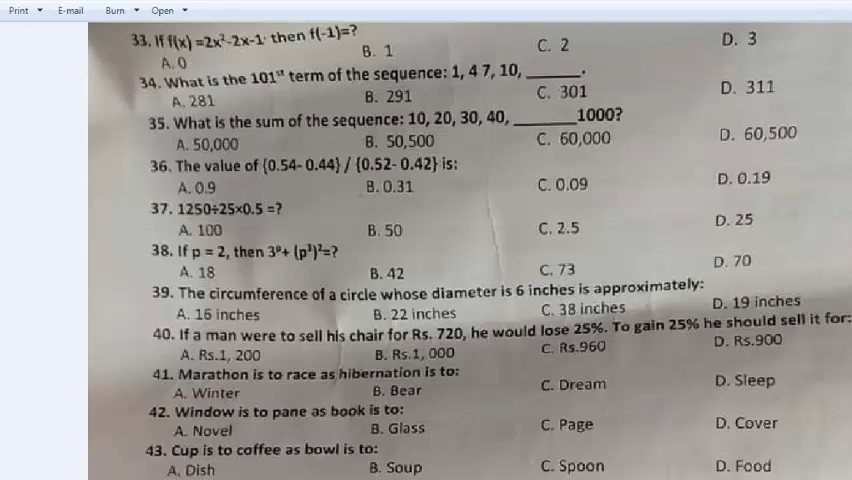 Print E-mail Burn Open
33. If f(x) =2x²-2x-1 then f(-1)=?
A. 0 B. 1 C. 2 D. 3
34. What is the 101ˢᵗ term of the sequence: 1, 4 7, 10, ______.
A. 281 B. 291 C. 301 D. 311
35. What is the sum of the sequence: 10, 20, 30, 40, _______1000?
A. 50,000 B. 50,500 C. 60,000 D. 60,500
36. The value of {0.54- 0.44} / {0.52- 0.42} is:
A. 0.9 B. 0.31 C. 0.09 D. 0.19
37. 1250÷25×0.5 =?
A. 100 B. 50 C. 2.5 D. 25
38. If p = 2, then 3ᵖ+ (p³)²=?
A. 18 B. 42 C. 73 D. 70
39. The circumference of a circle whose diameter is 6 inches is approximately:
A. 16 inches B. 22 inches C. 38 inches D. 19 inches
40. If a man were to sell his chair for Rs. 720, he would lose 25%. To gain 25% he should sell it for:
A. Rs.1, 200 B. Rs.1, 000 C. Rs.960 D. Rs.900
41. Marathon is to race as hibernation is to:
A. Winter B. Bear C. Dream D. Sleep
42. Window is to pane as book is to:
A. Novel B. Glass C. Page D. Cover
43. Cup is to coffee as bowl is to:
A. Dish B. Soup C. Spoon D. Food